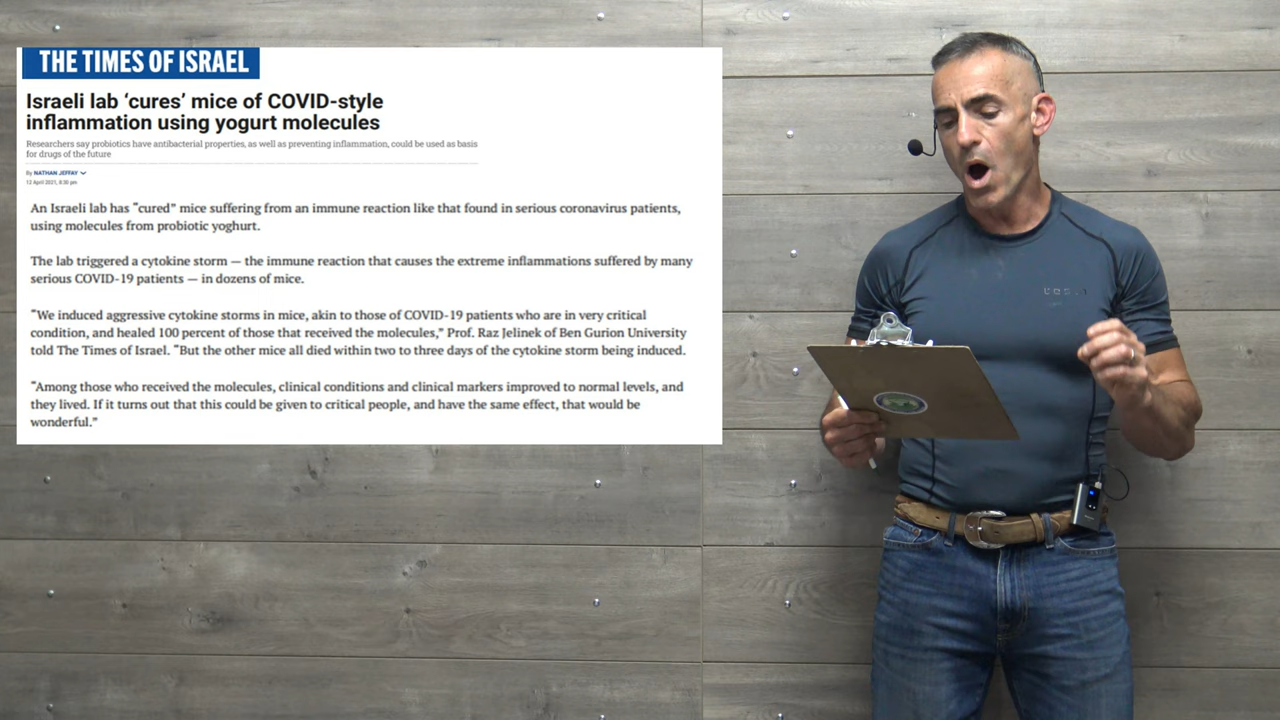 THE TIMES OF ISRAEL
Israeli lab ‘cures’ mice of COVID-style
inflammation using yogurt molecules
Researchers say probiotics have antibacterial properties, as well as preventing inflammation, could be used as basis
for drugs of the future
By NATHAN JEFFAY
12 April 2021, 8:30 pm
An Israeli lab has “cured” mice suffering from an immune reaction like that found in serious coronavirus patients,
using molecules from probiotic yoghurt.
The lab triggered a cytokine storm — the immune reaction that causes the extreme inflammations suffered by many
serious COVID-19 patients — in dozens of mice.
“We induced aggressive cytokine storms in mice, akin to those of COVID-19 patients who are in very critical
condition, and healed 100 percent of those that received the molecules,” Prof. Raz Jelinek of Ben Gurion University
told The Times of Israel. “But the other mice all died within two to three days of the cytokine storm being induced.
“Among those who received the molecules, clinical conditions and clinical markers improved to normal levels, and
they lived. If it turns out that this could be given to critical people, and have the same effect, that would be
wonderful.”